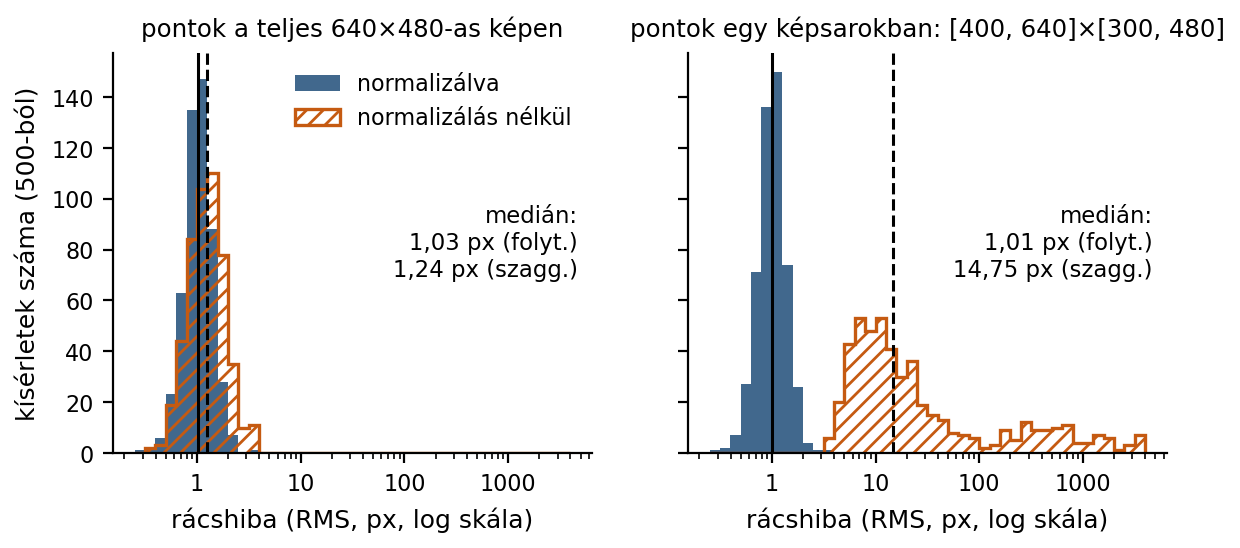 pontok a teljes 640×480-as képen
normalizálva
normalizálás nélkül
medián:
1,03 px (folyt.)
1,24 px (szagg.)
kísérletek száma (500-ból)
140
120
100
80
60
40
20
0
1
10
100
1000
rácshiba (RMS, px, log skála)
pontok egy képsarokban: [400, 640]×[300, 480]
medián:
1,01 px (folyt.)
14,75 px (szagg.)
1
10
100
1000
rácshiba (RMS, px, log skála)